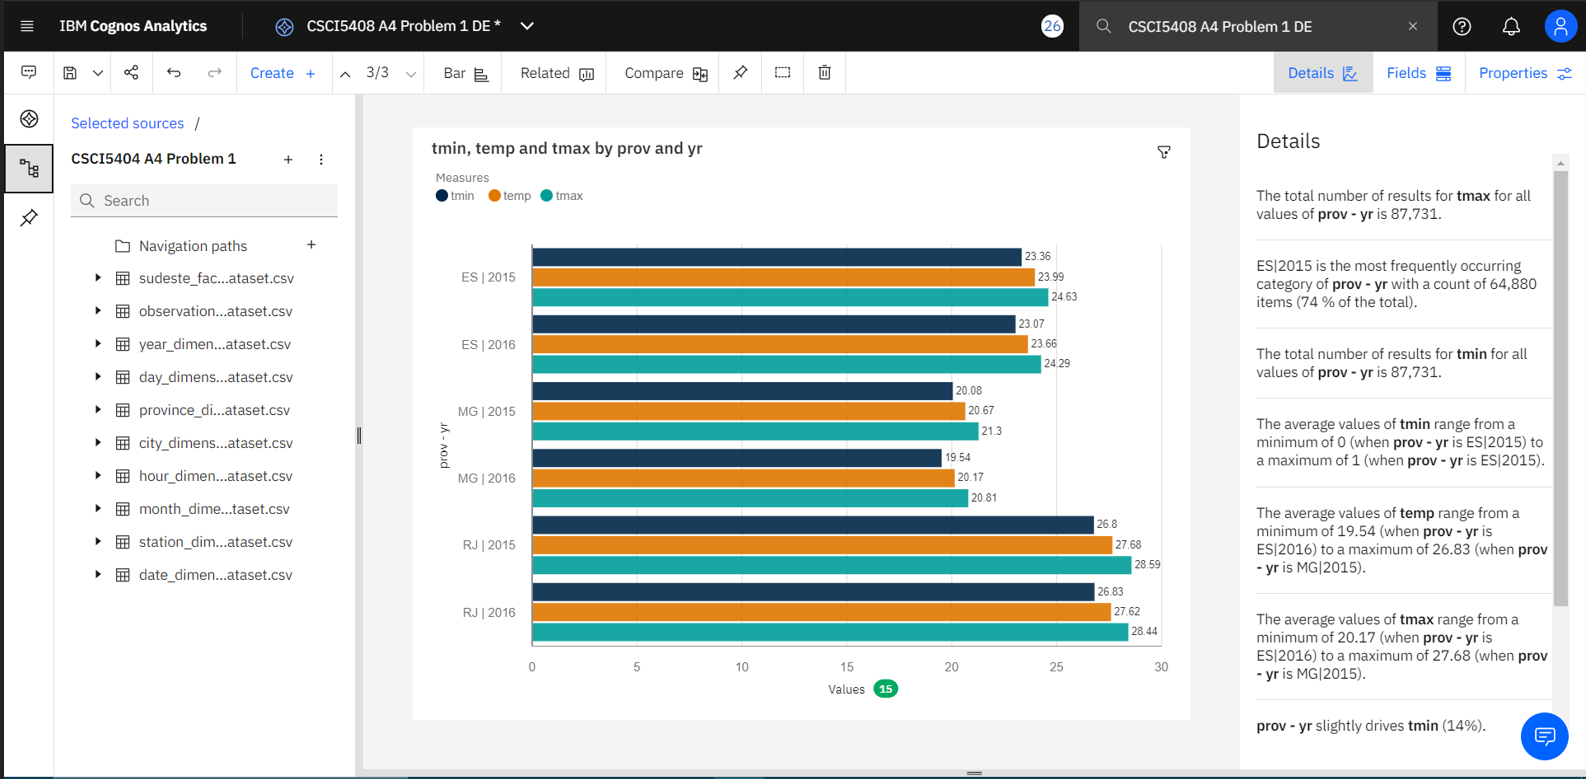 IBM Cognos Analytics
CSCI5408 A4 Problem 1 DE *
26
CSCI5408 A4 Problem 1 DE
Create +
3/3
Bar
Related
Compare
Details
Fields
Properties
Selected sources /
CSCI5404 A4 Problem 1
Search
Navigation paths
sudeste_fac...ataset.csv
observation...ataset.csv
year_dimen...ataset.csv
day_dimens...ataset.csv
province_di...ataset.csv
city_dimens...ataset.csv
hour_dimen...ataset.csv
month_dime...taset.csv
station_dim...ataset.csv
date_dimen...ataset.csv
tmin, temp and tmax by prov and yr
Measures
tmin temp tmax
prov - yr
ES | 2015
23.36
23.99
24.63
ES | 2016
23.07
23.66
24.29
MG | 2015
20.08
20.67
21.3
MG | 2016
19.54
20.17
20.81
RJ | 2015
26.8
27.68
28.59
RJ | 2016
26.83
27.62
28.44
0 5 10 15 20 25 30
Values 15
Details
The total number of results for tmax for all
values of prov - yr is 87,731.
ES|2015 is the most frequently occurring
category of prov - yr with a count of 64,880
items (74 % of the total).
The total number of results for tmin for all
values of prov - yr is 87,731.
The average values of tmin range from a
minimum of 0 (when prov - yr is ES|2015) to
a maximum of 1 (when prov - yr is ES|2015).
The average values of temp range from a
minimum of 19.54 (when prov - yr is
ES|2016) to a maximum of 26.83 (when prov
- yr is MG|2015).
The average values of tmax range from a
minimum of 20.17 (when prov - yr is
ES|2016) to a maximum of 27.68 (when prov
- yr is MG|2015).
prov - yr slightly drives tmin (14%).